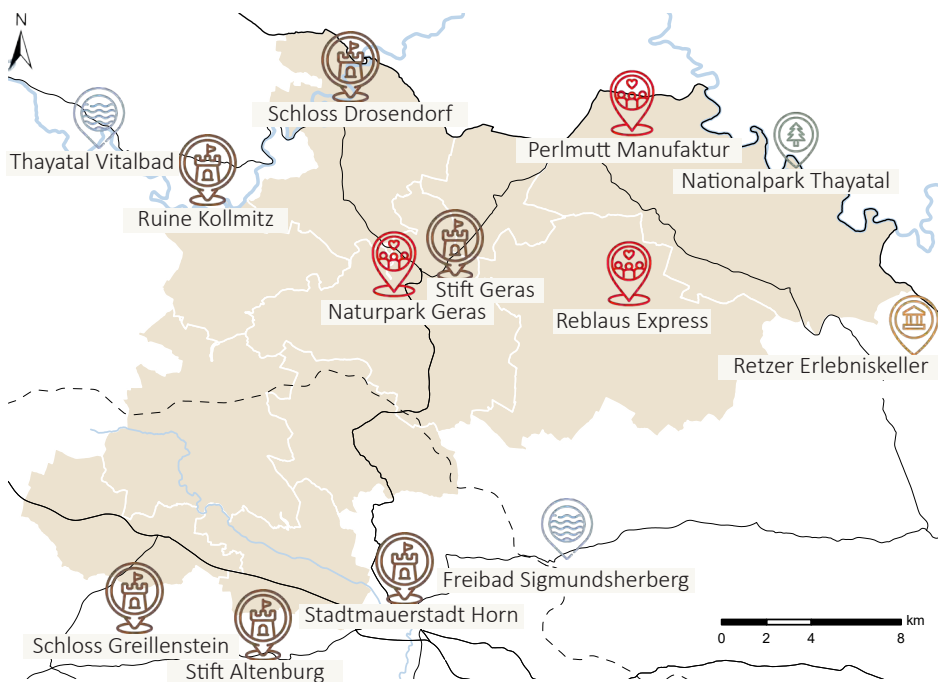 N
Schloss Drosendorf
Perlmutt Manufaktur
Thayatal Vitalbad
Nationalpark Thayatal
Ruine Kollmitz
Stift Geras
Naturpark Geras
Reblaus Express
Retzer Erlebniskeller
Freibad Sigmundsherberg
Stadtmauerstadt Horn
Schloss Greillenstein
Stift Altenburg
km
0 2 4 8